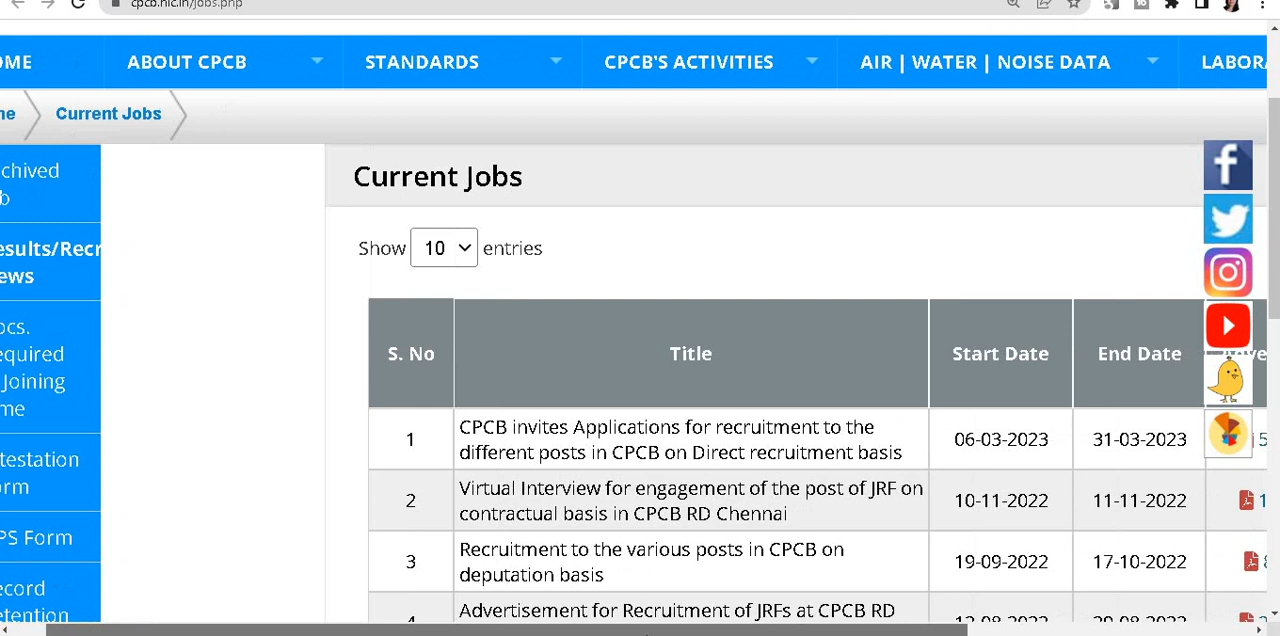 cpcb.nic.in/jobs.php
OME
ABOUT CPCB
STANDARDS
CPCB'S ACTIVITIES
AIR | WATER | NOISE DATA
LABORA
me
Current Jobs
chived
b
esults/Recr
ews
ocs.
equired
Joining
me
testation
orm
PS Form
ecord
etention
Current Jobs
Show 10 entries
S. No
Title
Start Date
End Date
1
CPCB invites Applications for recruitment to the
different posts in CPCB on Direct recruitment basis
06-03-2023
31-03-2023
5
2
Virtual Interview for engagement of the post of JRF on
contractual basis in CPCB RD Chennai
10-11-2022
11-11-2022
1
3
Recruitment to the various posts in CPCB on
deputation basis
19-09-2022
17-10-2022
4
Advertisement for Recruitment of JRFs at CPCB RD